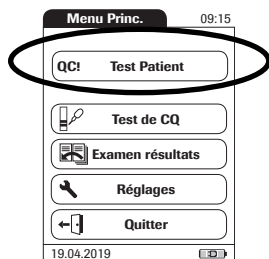 Menu Princ. 09:15
QC! Test Patient
Test de CQ
Examen résultats
Réglages
Quitter
19.04.2019